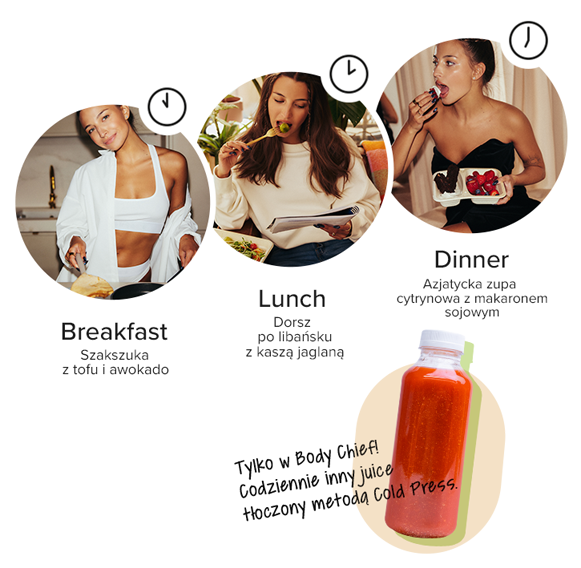 Breakfast
Szakszuka
z tofu i awokado
Lunch
Dorsz
po libańsku
z kaszą jaglaną
Dinner
Azjatycka zupa
cytrynowa z makaronem
sojowym
Tylko w Body Chief!
Codziennie inny juice
tłoczony metodą Cold Press.